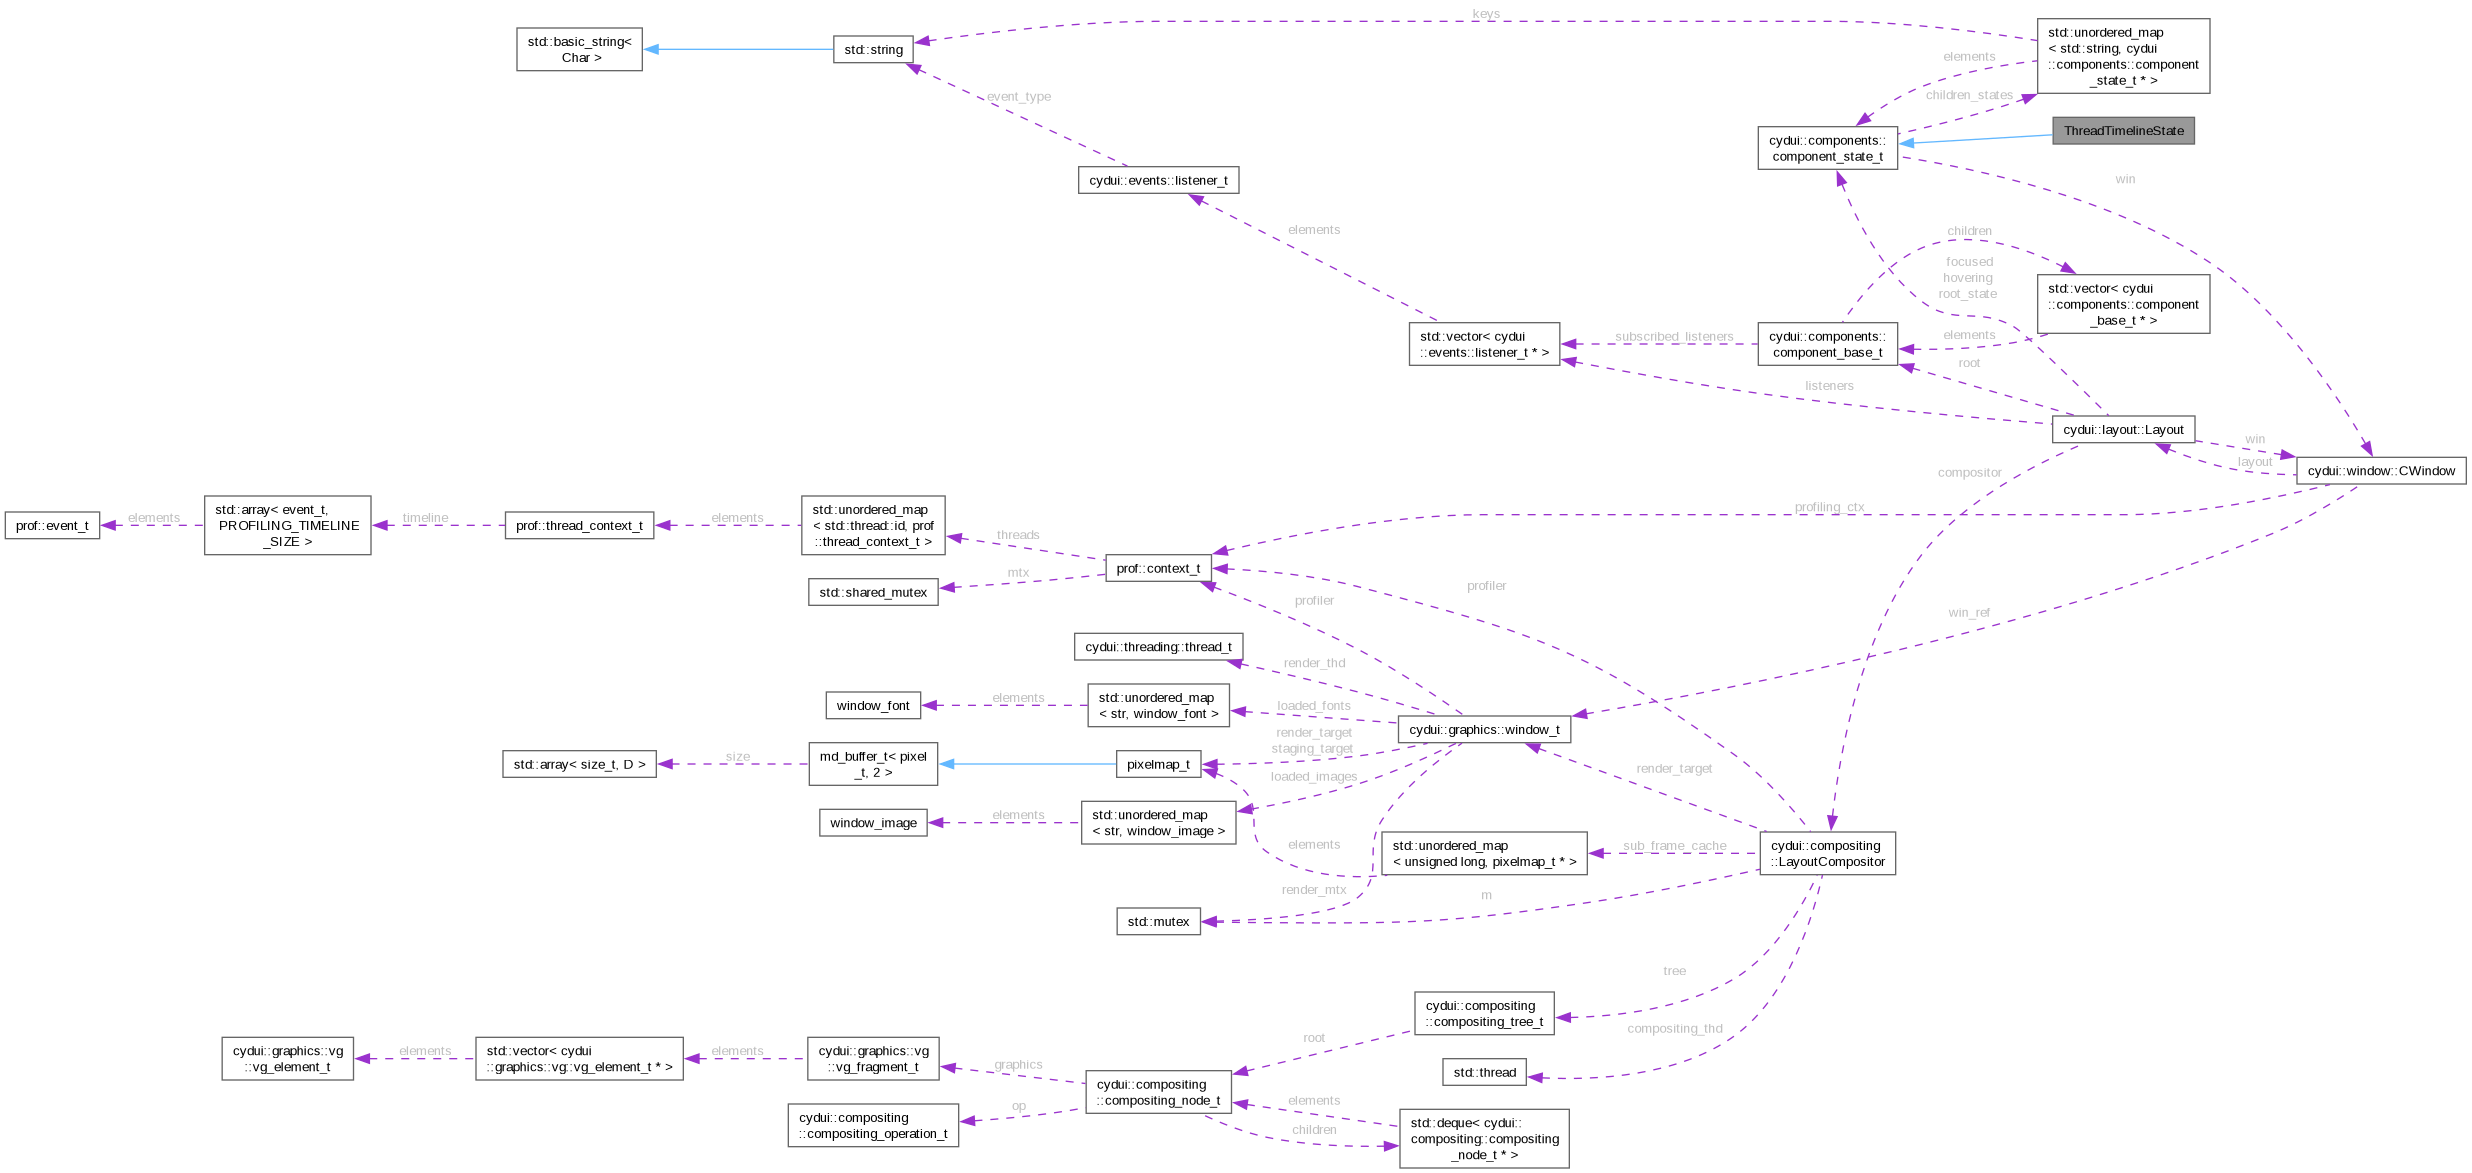 keys
std::basic_string<
Char >
std::string
std::unordered_map
< std::string, cydui
::components::component
_state_t * >
elements
event_type
children_states
ThreadTimelineState
cydui::components::
component_state_t
cydui::events::listener_t
win
elements
children
focused
hovering
root_state
std::vector< cydui
::components::component
_base_t * >
std::vector< cydui
::events::listener_t * >
subscribed_listeners
cydui::components::
component_base_t
elements
root
listeners
cydui::layout::Layout
win
layout
cydui::window::CWindow
compositor
profiling_ctx
prof::event_t
elements
std::array< event_t,
PROFILING_TIMELINE
_SIZE >
timeline
prof::thread_context_t
elements
std::unordered_map
< std::thread::id, prof
::thread_context_t >
threads
mtx
std::shared_mutex
prof::context_t
profiler
profiler
win_ref
cydui::threading::thread_t
render_thd
window_font
elements
std::unordered_map
< str, window_font >
loaded_fonts
cydui::graphics::window_t
render_target
staging_target
std::array< size_t, D >
size
md_buffer_t< pixel
_t, 2 >
pixelmap_t
loaded_images
render_target
window_image
elements
std::unordered_map
< str, window_image >
elements
std::unordered_map
< unsigned long, pixelmap_t * >
sub_frame_cache
cydui::compositing
::LayoutCompositor
render_mtx
m
std::mutex
tree
cydui::compositing
::compositing_tree_t
compositing_thd
root
std::thread
cydui::graphics::vg
::vg_element_t
elements
std::vector< cydui
::graphics::vg::vg_element_t * >
elements
cydui::graphics::vg
::vg_fragment_t
graphics
cydui::compositing
::compositing_node_t
op
cydui::compositing
::compositing_operation_t
elements
children
std::deque< cydui::
compositing::compositing
_node_t * >